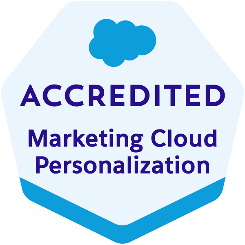 ACCREDITED
Marketing Cloud
Personalization